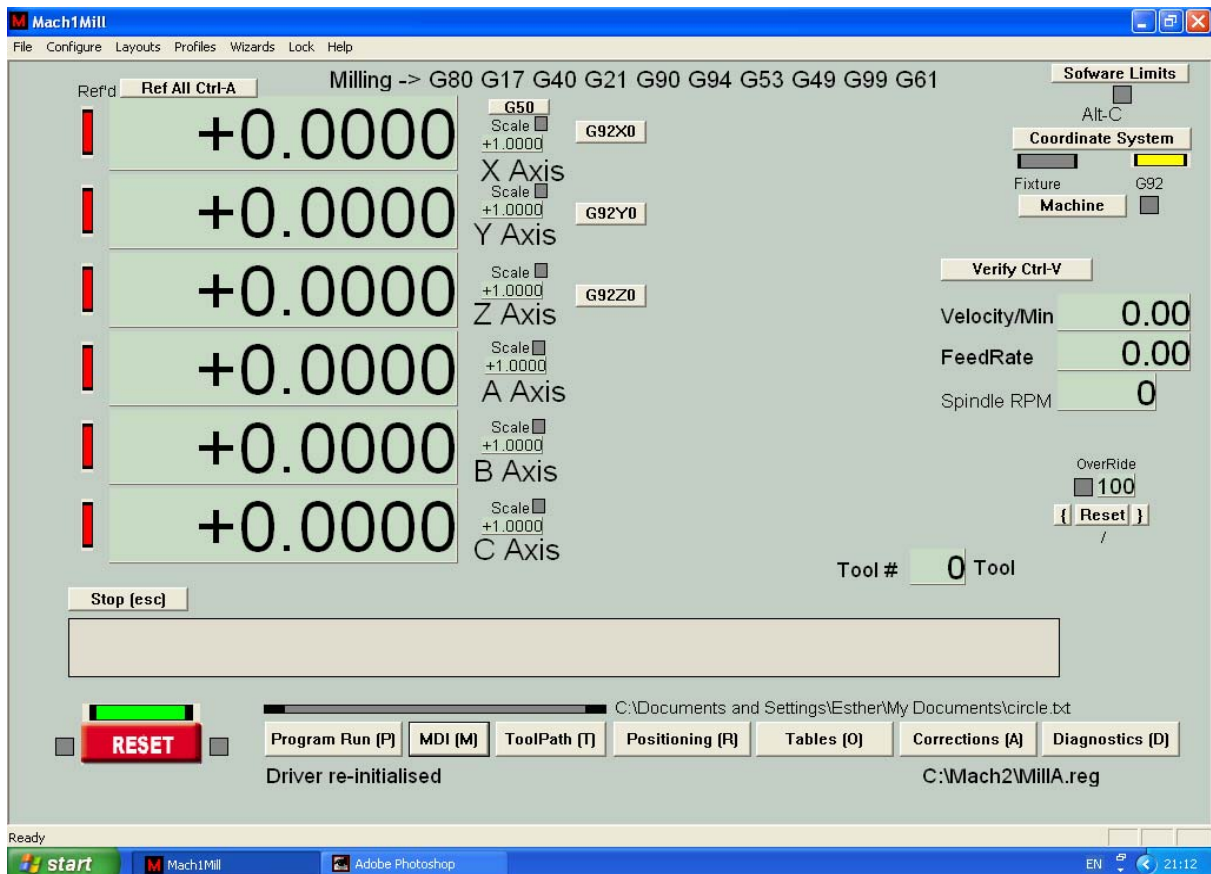 Mach1Mill
File Configure Layouts Profiles Wizards Lock Help
Milling -> G80 G17 G40 G21 G90 G94 G53 G49 G99 G61
Ref'd Ref All Ctrl-A
+0.0000
G50
Scale
+1.0000
X Axis
G92X0
+0.0000
Scale
+1.0000
Y Axis
G92Y0
+0.0000
Scale
+1.0000
Z Axis
G92Z0
+0.0000
Scale
+1.0000
A Axis
+0.0000
Scale
+1.0000
B Axis
+0.0000
Scale
+1.0000
C Axis
Sofware Limits
Alt-C
Coordinate System
Fixture G92
Machine
Verify Ctrl-V
Velocity/Min 0.00
FeedRate 0.00
Spindle RPM 0
OverRide
100
{ Reset }
/
Tool # 0 Tool
Stop (esc)
C:\Documents and Settings\Esther\My Documents\circle.txt
RESET
Program Run (P) MDI (M) ToolPath (T) Positioning (R) Tables (O) Corrections (A) Diagnostics (D)
Driver re-initialised C:\Mach2\MillA.reg
Ready
start M Mach1Mill Adobe Photoshop EN 21:12